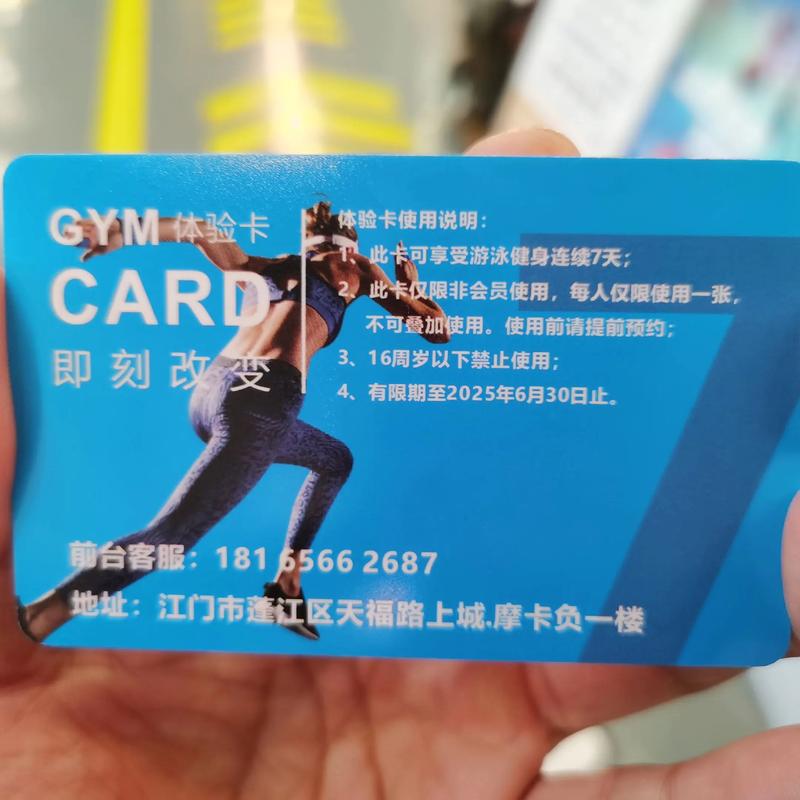 GYM 体验卡
CARD
即刻改变
体验卡使用说明：
1、此卡可享受游泳健身连续7天；
2、此卡仅限非会员使用，每人仅限使用一张，
不可叠加使用。使用前请提前预约；
3、16周岁以下禁止使用；
4、有限期至2025年6月30日止。
7
前台客服：181 6566 2687
地址：江门市蓬江区天福路上城.摩卡负一楼